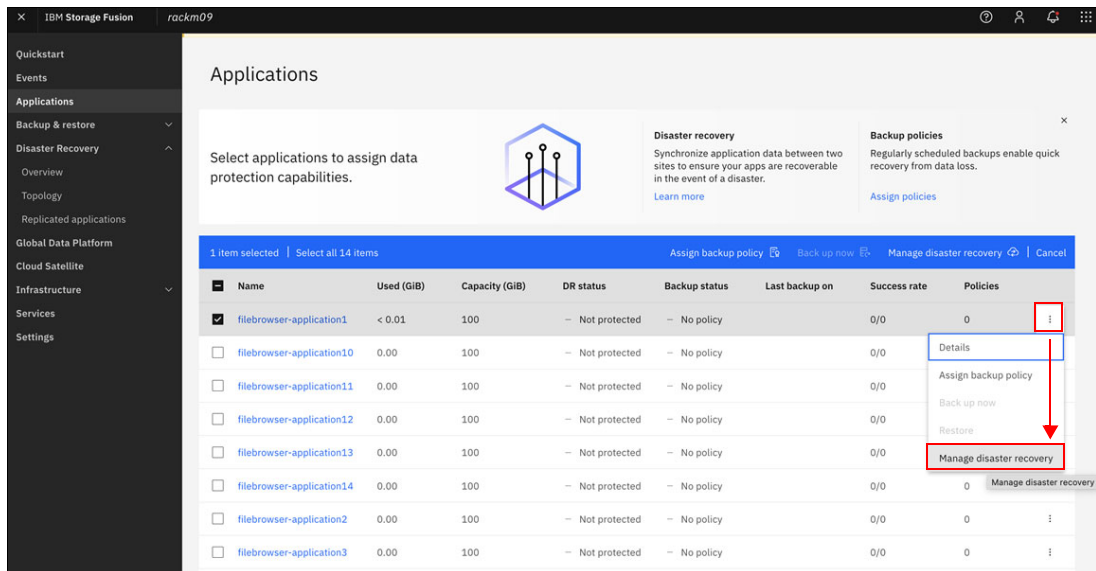 IBM Storage Fusion rackm09
Quickstart
Events
Applications
Backup & restore
Disaster Recovery
Overview
Topology
Replicated applications
Global Data Platform
Cloud Satellite
Infrastructure
Services
Settings
Applications
Select applications to assign data
protection capabilities.
Disaster recovery
Synchronize application data between two
sites to ensure your apps are recoverable
in the event of a disaster.
Learn more
Backup policies
Regularly scheduled backups enable quick
recovery from data loss.
Assign policies
1 item selected | Select all 14 items Assign backup policy Back up now Manage disaster recovery | Cancel
Name Used (GiB) Capacity (GiB) DR status Backup status Last backup on Success rate Policies
filebrowser-application1 < 0.01 100 – Not protected – No policy 0/0 0
filebrowser-application10 0.00 100 – Not protected – No policy 0/0
filebrowser-application11 0.00 100 – Not protected – No policy 0/0
filebrowser-application12 0.00 100 – Not protected – No policy 0/0
filebrowser-application13 0.00 100 – Not protected – No policy 0/0
filebrowser-application14 0.00 100 – Not protected – No policy 0/0 0
filebrowser-application2 0.00 100 – Not protected – No policy 0/0 0
filebrowser-application3 0.00 100 – Not protected – No policy 0/0 0
Details
Assign backup policy
Back up now
Restore
Manage disaster recovery
Manage disaster recovery